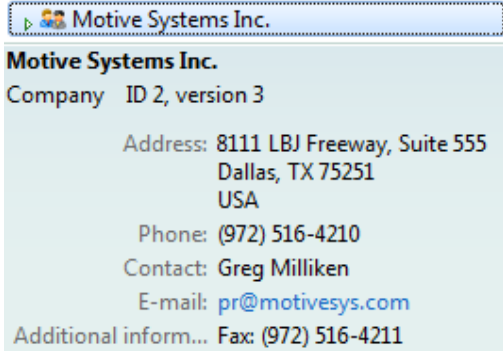 Motive Systems Inc.
Motive Systems Inc.
Company ID 2, version 3
Address: 8111 LBJ Freeway, Suite 555
Dallas, TX 75251
USA
Phone: (972) 516-4210
Contact: Greg Milliken
E-mail: pr@motivesys.com
Additional inform... Fax: (972) 516-4211